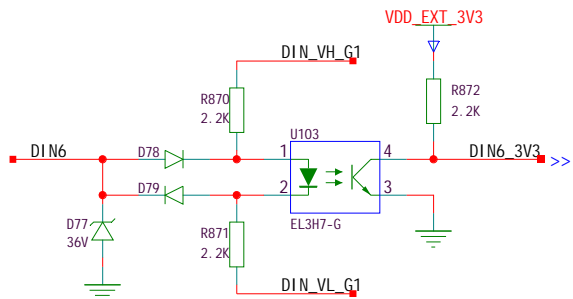 VDD_EXT_3V3
DIN_VH_G1
R870
2.2K
R872
2.2K
U103
DIN6
D78
1
4
DIN6_3V3
>>
D79
2
3
D77
36V
R871
2.2K
EL3H7-G
DIN_VL_G1